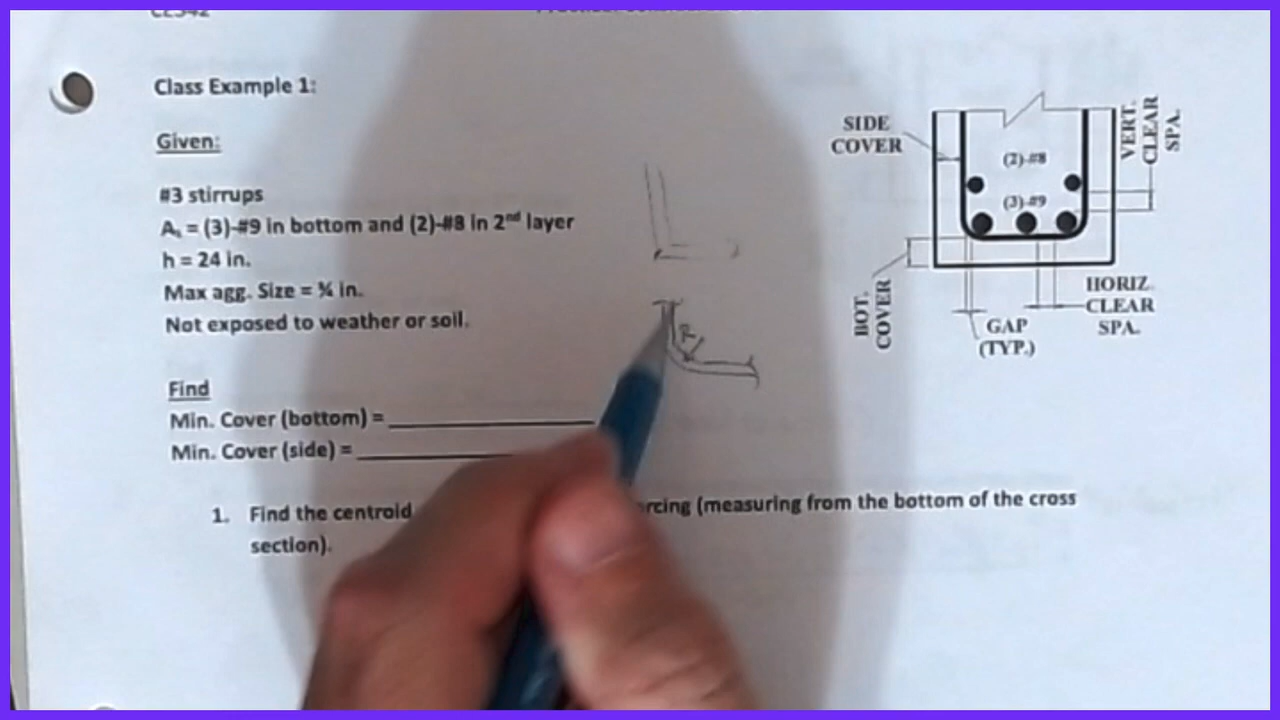 CE342
Class Example 1:
Given:
#3 stirrups
As = (3)-#9 in bottom and (2)-#8 in 2nd layer
h = 24 in.
Max agg. Size = ¾ in.
Not exposed to weather or soil.
Find
Min. Cover (bottom) =
Min. Cover (side) =
1. Find the centroid
(measuring from the bottom of the cross
section).
SIDE
COVER
(2)-#8
(3)-#9
VERT.
CLEAR
SPA.
BOT.
COVER
GAP
(TYP.)
HORIZ
CLEAR
SPA.
R